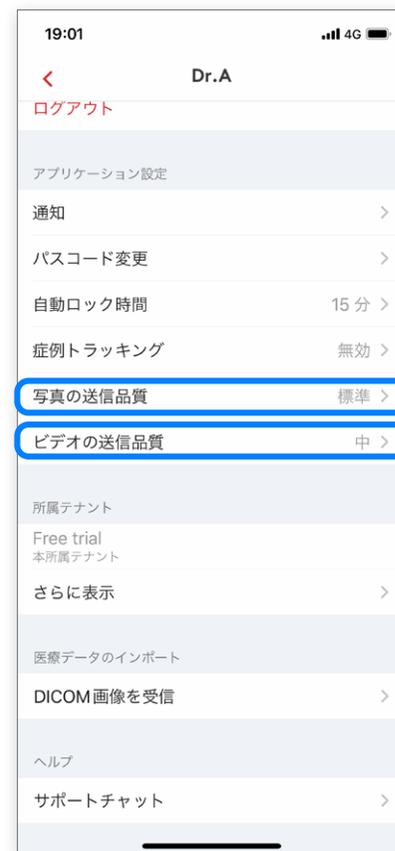 19:01 4G
Dr.A
ログアウト
アプリケーション設定
通知
パスコード変更
自動ロック時間 15 分
症例トラッキング 無効
写真の送信品質 標準
ビデオの送信品質 中
所属テナント
Free trial
本所属テナント
さらに表示
医療データのインポート
DICOM画像を受信
ヘルプ
サポートチャット